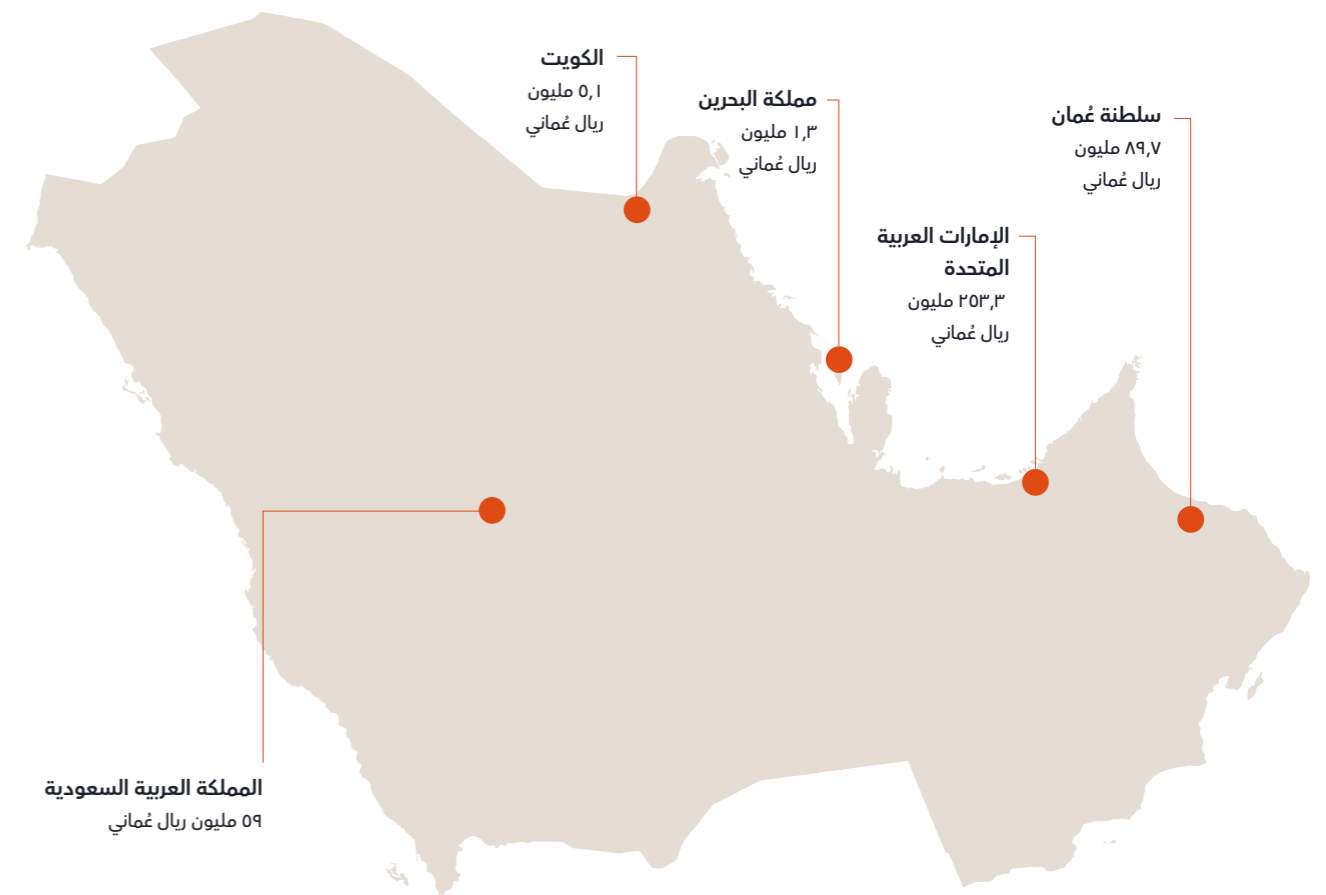 الكويت
٥,١ مليون
ريال عُماني
مملكة البحرين
١,٣ مليون
ريال عُماني
سلطنة عُمان
٨٩,٧ مليون
ريال عُماني
الإمارات العربية
المتحدة
٢٥٣,٣ مليون
ريال عُماني
المملكة العربية السعودية
٥٩ مليون ريال عُماني